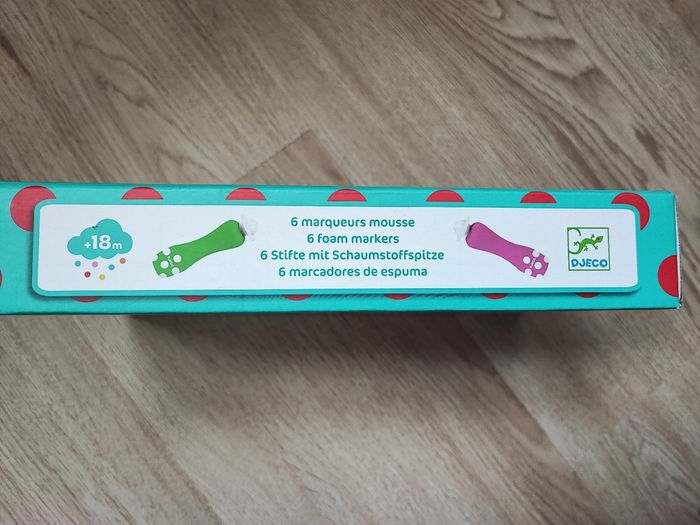 +18m
6 marqueurs mousse
6 foam markers
6 Stifte mit Schaumstoffspitze
6 marcadores de espuma
DJECO